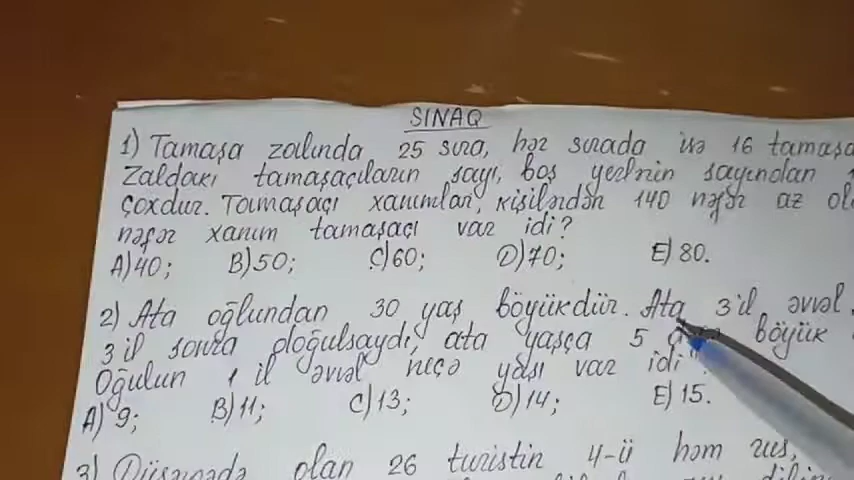 SINAQ
1) Tamaşa zalında 25 sıra, hər sırada isə 16 tamaşa
Zaldakı tamaşaçıların sayı, boş yerlərin sayından 1
çoxdur. Tamaşaçı xanımlar, kişilərdən 140 nəfər az ol
nəfər xanım tamaşaçı var idi?
A)40; B)50; C)60; D)70; E) 80.
2) Ata oğlundan 30 yaş böyükdür. Ata 3 il əvvəl,
3 il sonra doğulsaydı, ata yaşça 5 böyük
Oğulun 1 il əvvəl neçə yaşı var idi?
A) 9; B) 11; C) 13; D) 14; E) 15.
3) olan 26 turistin 4-ü həm rus,